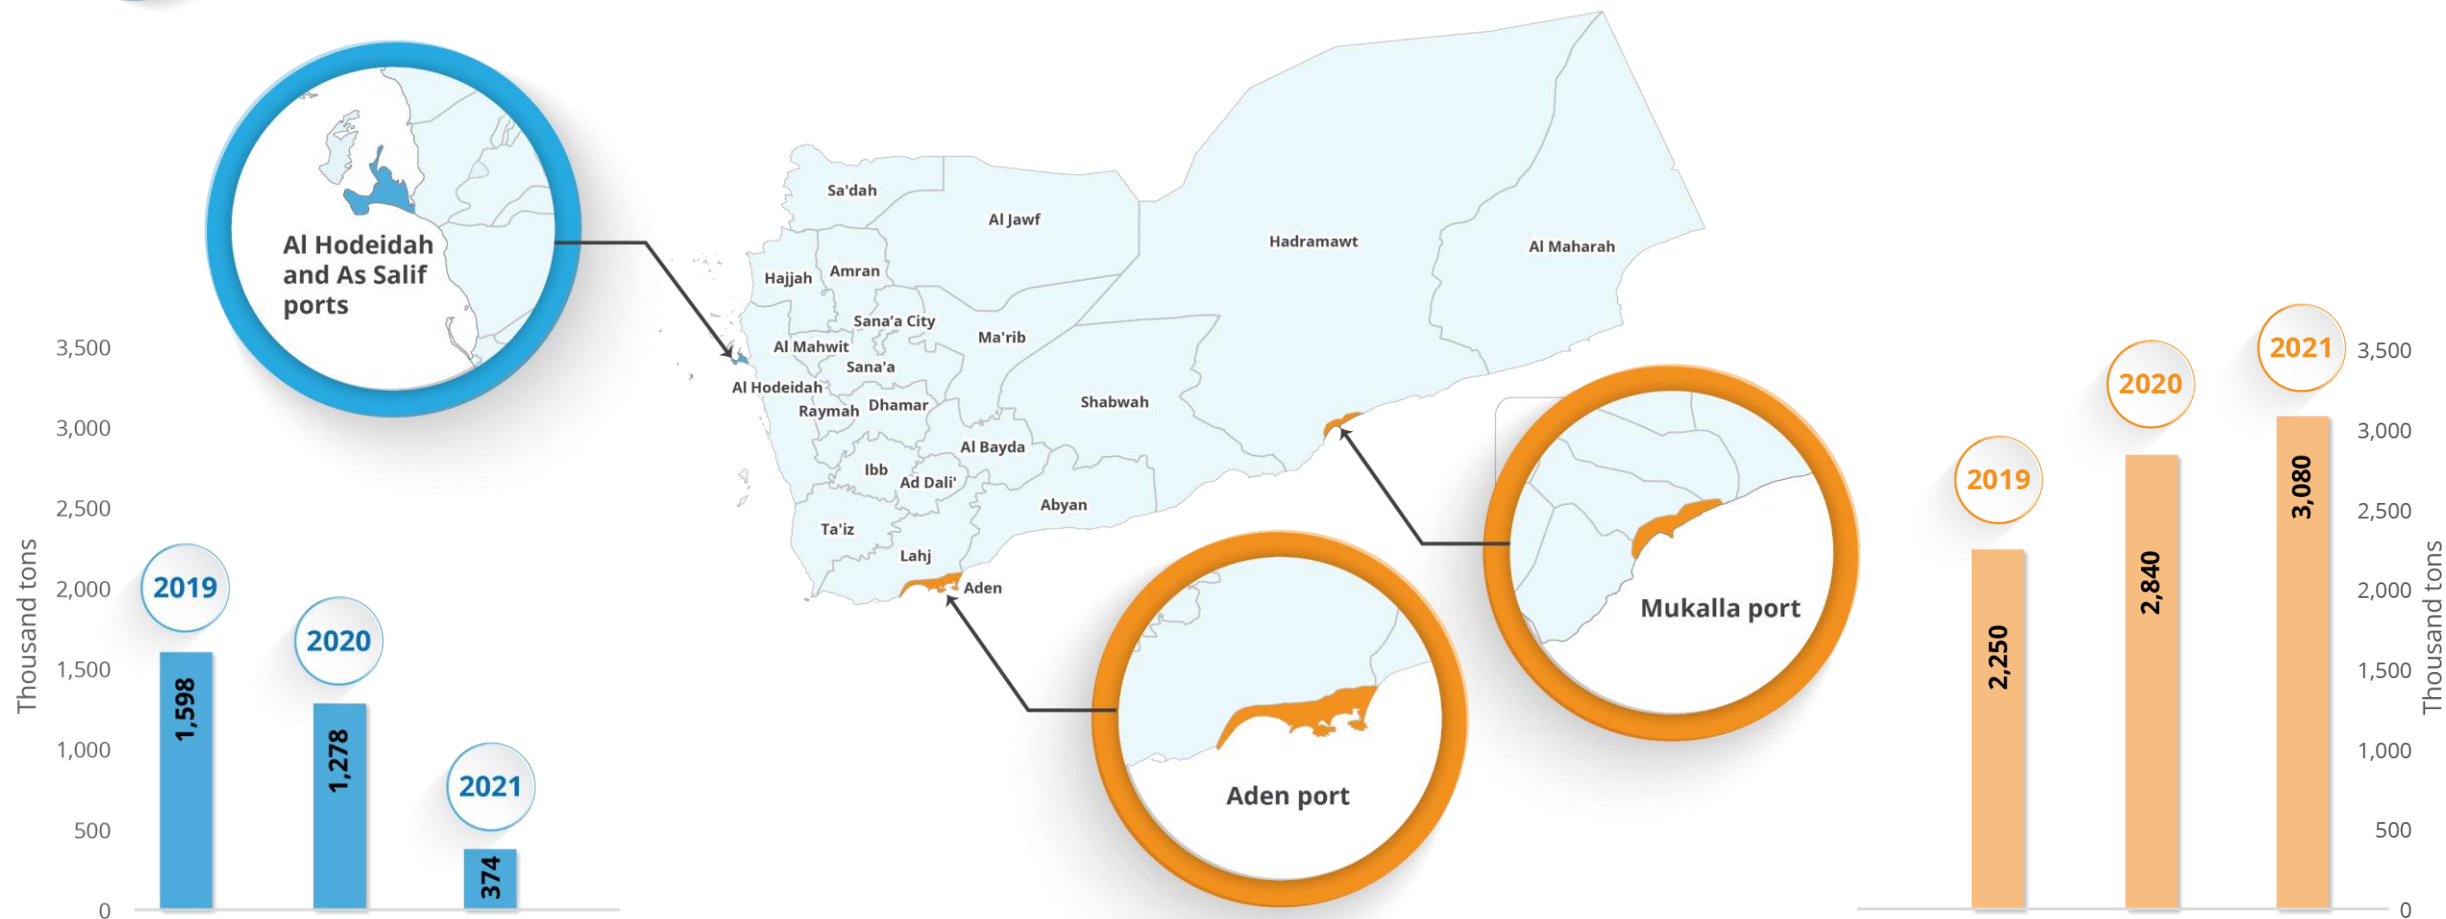 Al Hodeidah
and As Salif
ports
Sa'dah
Al Jawf
Hadramawt
Al Maharah
Hajjah
Amran
Sana'a City
Ma'rib
Al Mahwit
Sana'a
Al Hodeidah
Raymah
Dhamar
Shabwah
Al Bayda
Ibb
Ad Dali'
Abyan
Ta'iz
Lahj
Aden
Mukalla port
Aden port
Thousand tons
3,500
3,000
2,500
2,000
1,500
1,000
500
0
2019
1,598
2020
1,278
2021
374
2019
2,250
2020
2,840
2021
3,080
3,500
3,000
2,500
2,000
1,500
1,000
500
0
Thousand tons